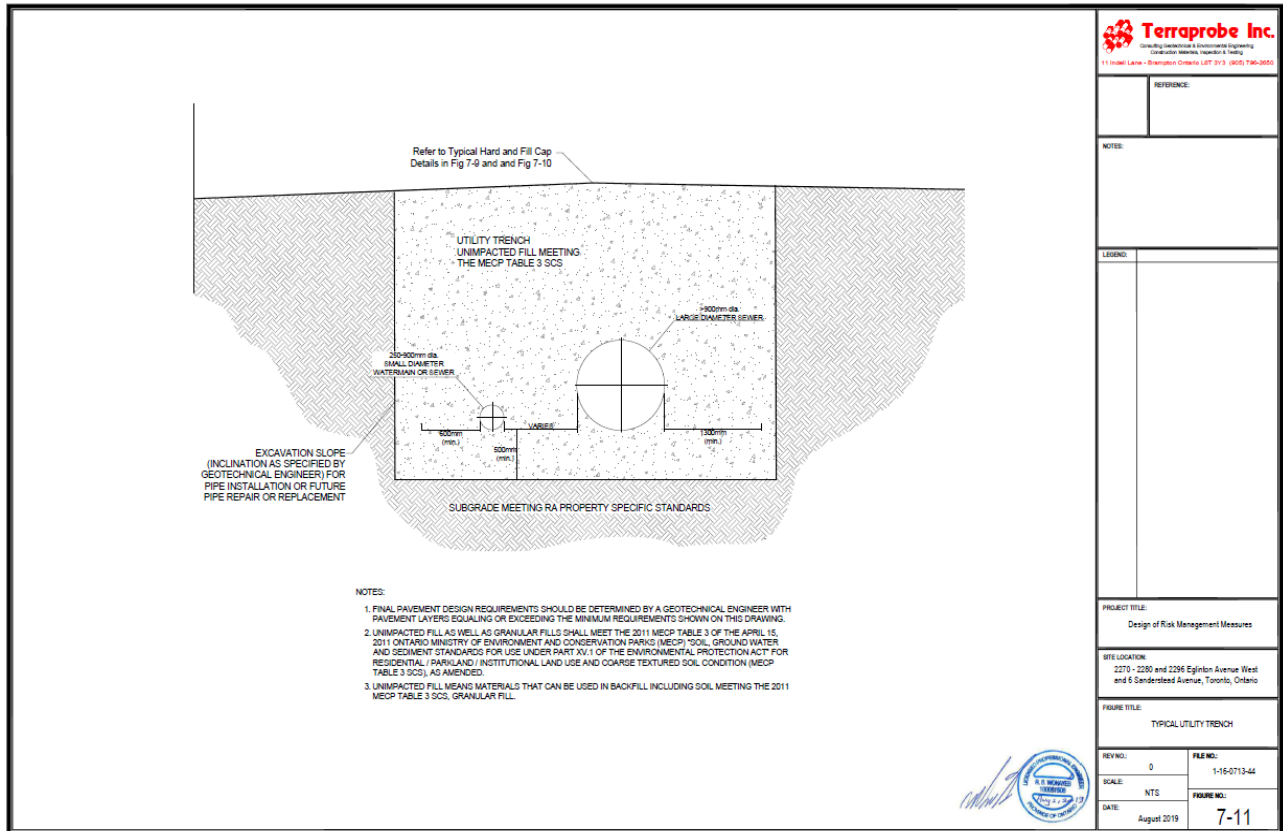 Terraprobe Inc.
Consulting Geotechnical & Environmental Engineering
Construction Materials, Inspection & Testing
11 Indell Lane - Brampton Ontario L6T 3Y3 (905) 796-2650
REFERENCE:
NOTES:
LEGEND:
Refer to Typical Hard and Fill Cap
Details in Fig 7-9 and and Fig 7-10
UTILITY TRENCH
UNIMPACTED FILL MEETING
THE MECP TABLE 3 SCS
>900mm dia.
LARGE DIAMETER SEWER
250-900mm dia.
SMALL DIAMETER
WATERMAIN OR SEWER
600mm
(min.)
VARIES
500mm
(min.)
1300mm
(min.)
EXCAVATION SLOPE
(INCLINATION AS SPECIFIED BY
GEOTECHNICAL ENGINEER) FOR
PIPE INSTALLATION OR FUTURE
PIPE REPAIR OR REPLACEMENT
SUBGRADE MEETING RA PROPERTY SPECIFIC STANDARDS
NOTES:
1. FINAL PAVEMENT DESIGN REQUIREMENTS SHOULD BE DETERMINED BY A GEOTECHNICAL ENGINEER WITH
PAVEMENT LAYERS EQUALING OR EXCEEDING THE MINIMUM REQUIREMENTS SHOWN ON THIS DRAWING.
2. UNIMPACTED FILL AS WELL AS GRANULAR FILLS SHALL MEET THE 2011 MECP TABLE 3 OF THE APRIL 15,
2011 ONTARIO MINISTRY OF ENVIRONMENT AND CONSERVATION PARKS (MECP) "SOIL, GROUND WATER
AND SEDIMENT STANDARDS FOR USE UNDER PART XV.1 OF THE ENVIRONMENTAL PROTECTION ACT" FOR
RESIDENTIAL / PARKLAND / INSTITUTIONAL LAND USE AND COARSE TEXTURED SOIL CONDITION (MECP
TABLE 3 SCS), AS AMENDED.
3. UNIMPACTED FILL MEANS MATERIALS THAT CAN BE USED IN BACKFILL INCLUDING SOIL MEETING THE 2011
MECP TABLE 3 SCS, GRANULAR FILL.
PROJECT TITLE:
Design of Risk Management Measures
SITE LOCATION:
2270 - 2280 and 2296 Eglinton Avenue West
and 6 Sanderstead Avenue, Toronto, Ontario
FIGURE TITLE:
TYPICAL UTILITY TRENCH
REV NO.:
0
FILE NO.:
1-16-0713-44
SCALE:
NTS
FIGURE NO.:
7-11
DATE:
August 2019
LICENSED PROFESSIONAL ENGINEER
PROVINCE OF ONTARIO